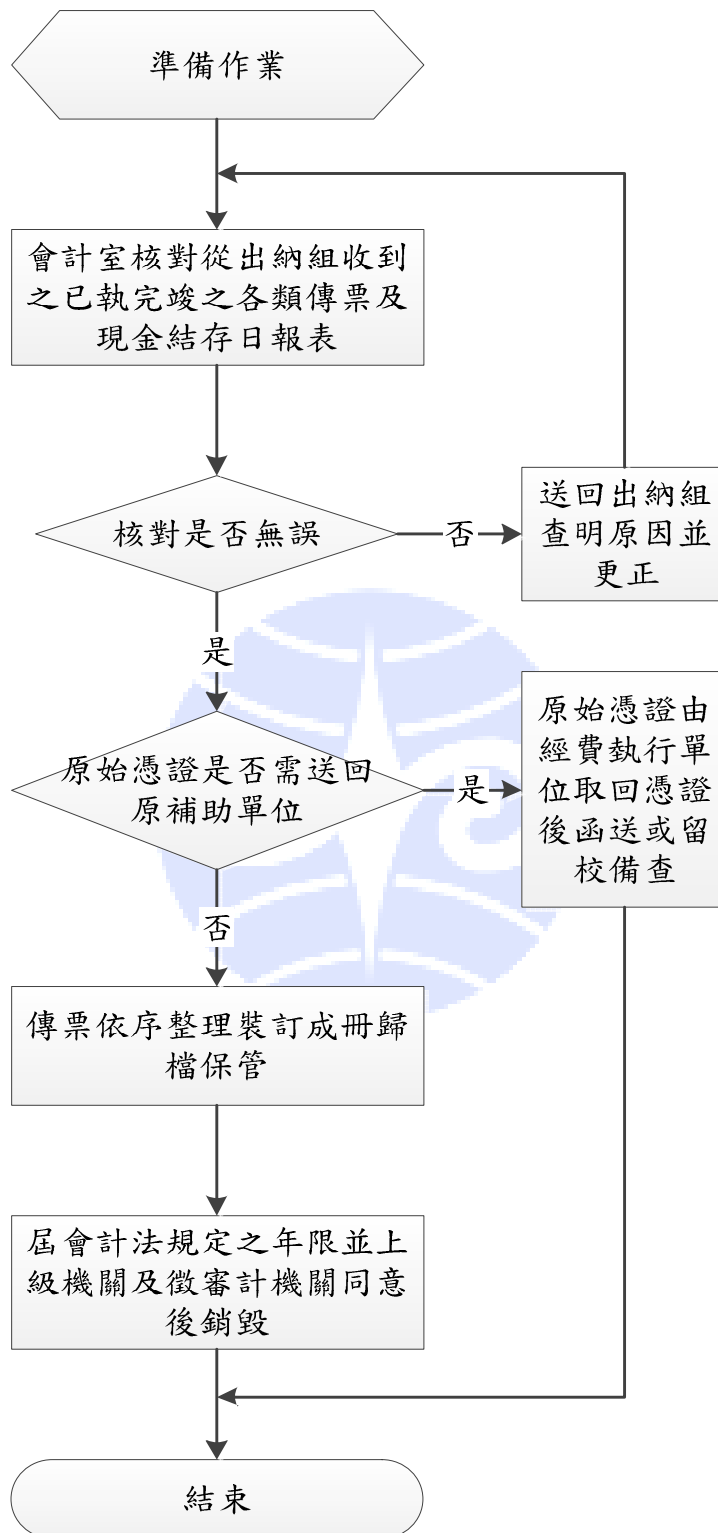 準備作業
會計室核對從出納組收到
之已執完竣之各類傳票及
現金結存日報表
核對是否無誤
否
送回出納組
查明原因並
更正
是
原始憑證是否需送回
原補助單位
是
原始憑證由
經費執行單
位取回憑證
後函送或留
校備查
否
傳票依序整理裝訂成冊歸
檔保管
屆會計法規定之年限並上
級機關及徵審計機關同意
後銷毀
結束